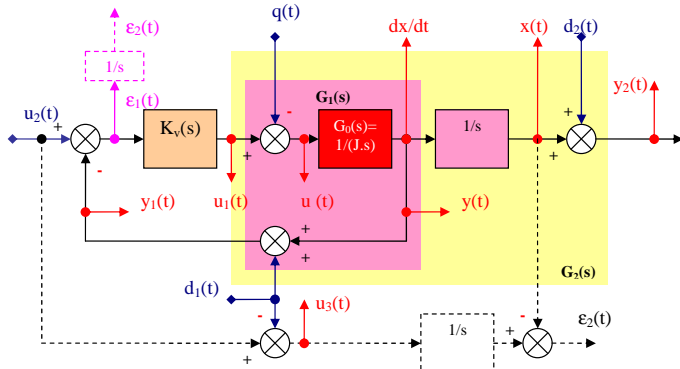 q(t)
dx/dt
x(t)
d₂(t)
ε₂(t)
1/s
ε₁(t)
y₂(t)
G₁(s)
u₂(t)
+
Kᵥ(s)
-
+
G₀(s)=
1/(J.s)
1/s
+
+
-
y₁(t)
u₁(t)
u (t)
y(t)
+
+
G₂(s)
d₁(t)
u₃(t)
-
+
1/s
-
+
ε₂(t)